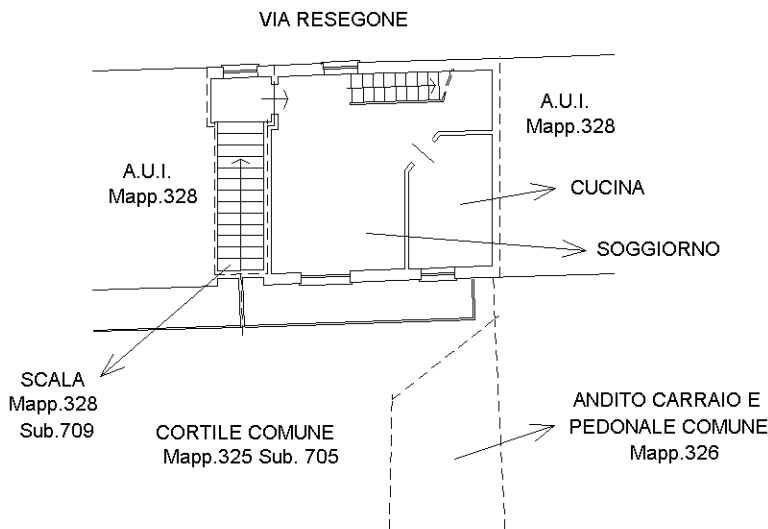 VIA RESEGONE
A.U.I.
Mapp.328
A.U.I.
Mapp.328
CUCINA
SOGGIORNO
SCALA
Mapp.328
Sub.709
CORTILE COMUNE
Mapp.325 Sub. 705
ANDITO CARRAIO E
PEDONALE COMUNE
Mapp.326